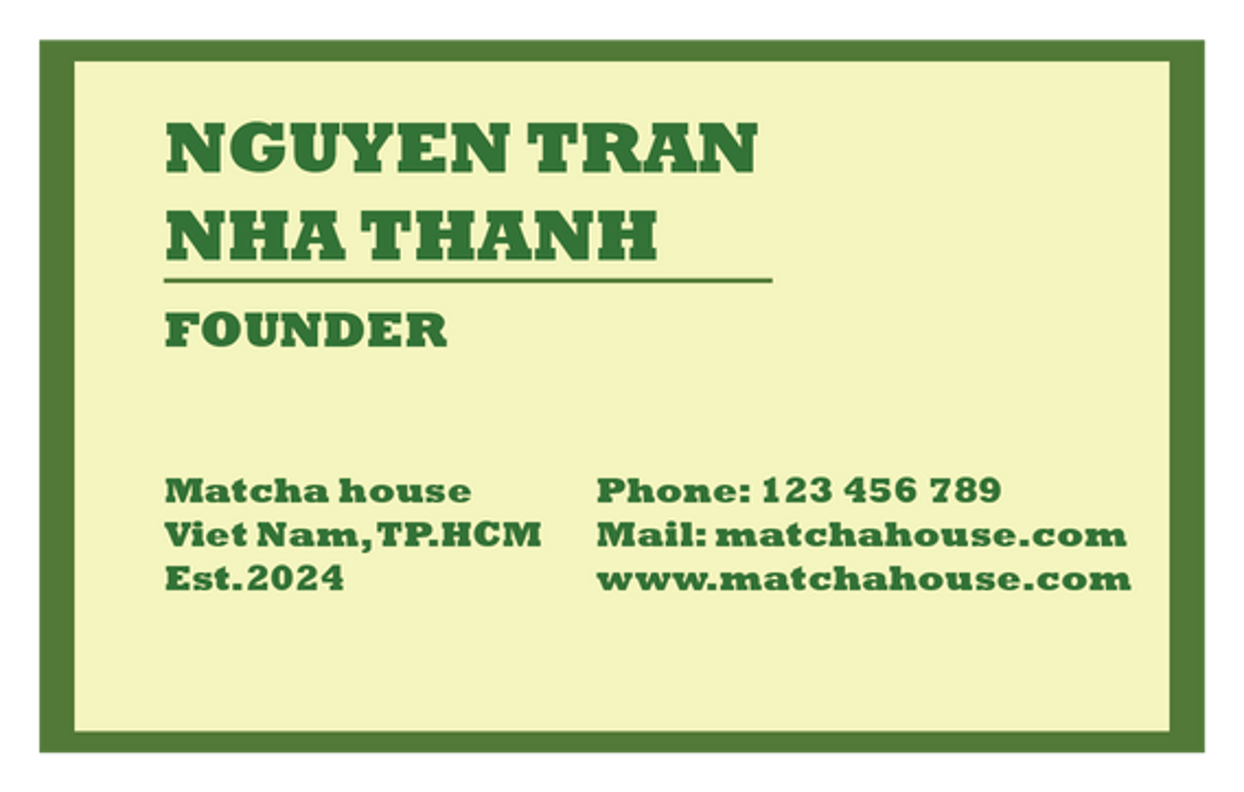 NGUYEN TRAN
NHA THANH
FOUNDER
Matcha house
Viet Nam,TP.HCM
Est.2024
Phone: 123 456 789
Mail: matchahouse.com
www.matchahouse.com